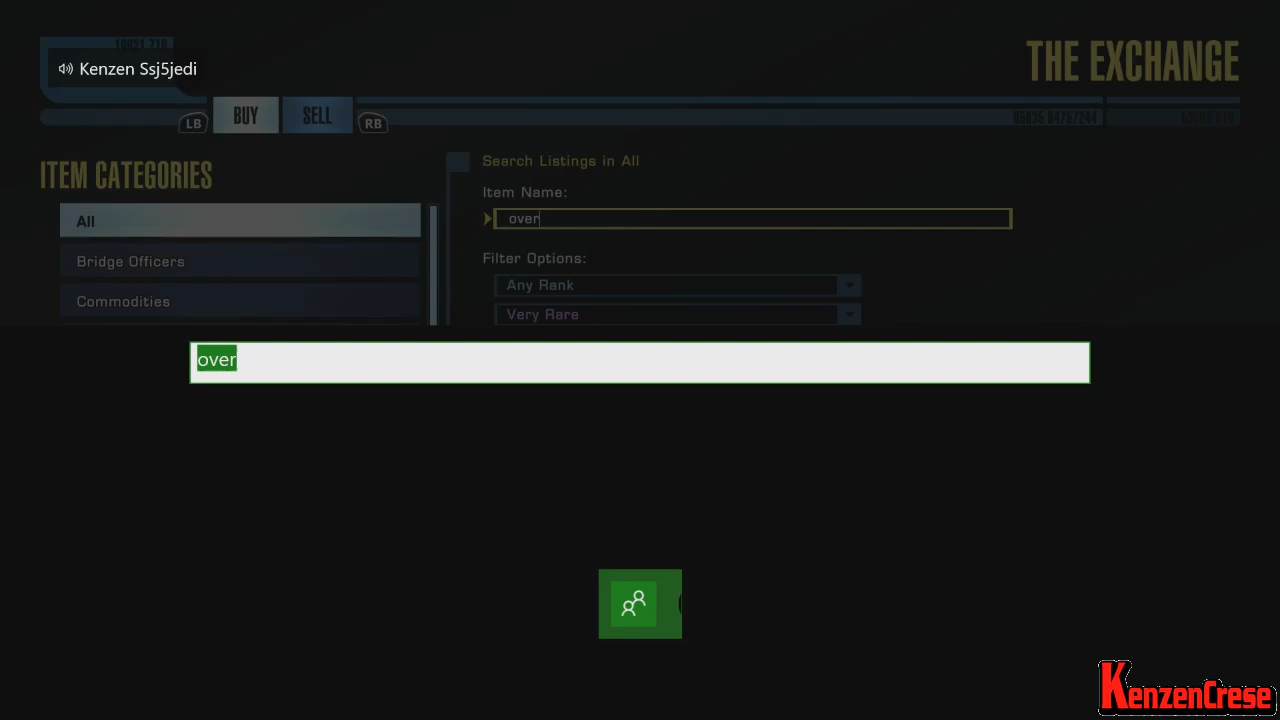 Kenzen Ssj5jedi
THE EXCHANGE
LB
BUY
SELL
RB
ITEM CATEGORIES
Search Listings in All
Item Name:
All
over
Bridge Officers
Filter Options:
Any Rank
Commodities
Very Rare
over
KENZENCRESE